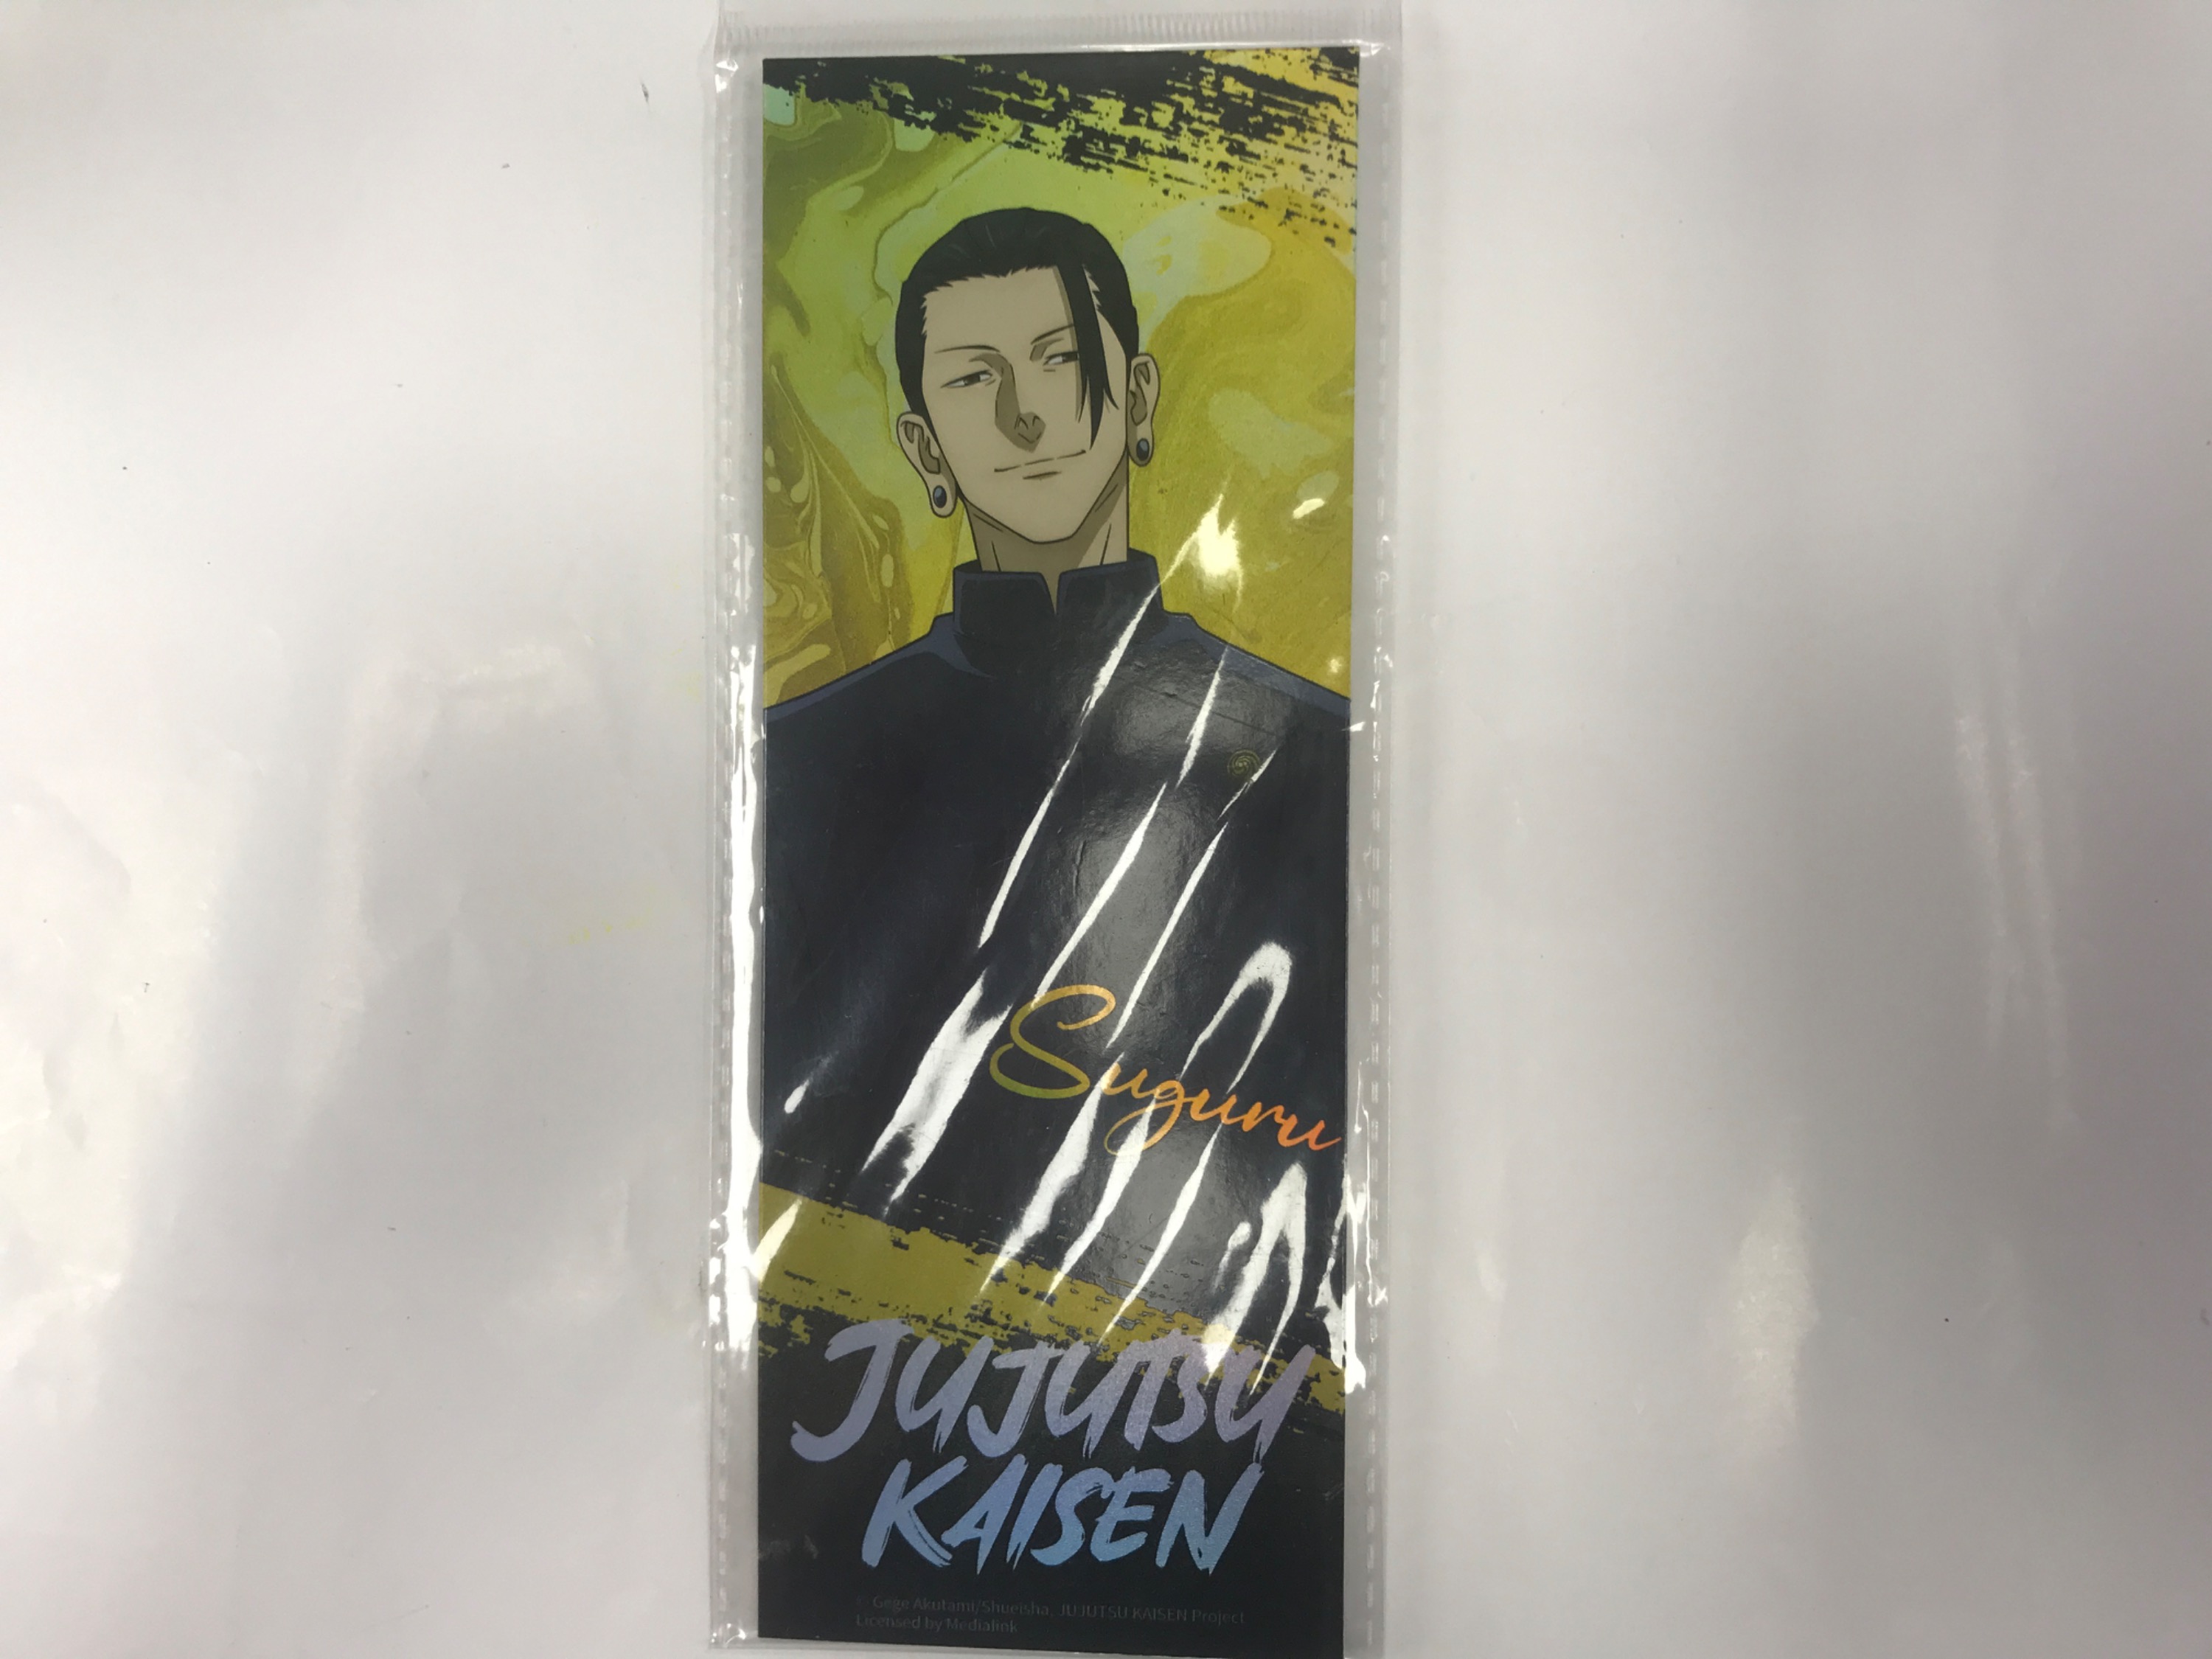 Suguru
JUJUTSU
KAISEN
© Gege Akutami/Shueisha, JUJUTSU KAISEN Project
Licensed by Medialink